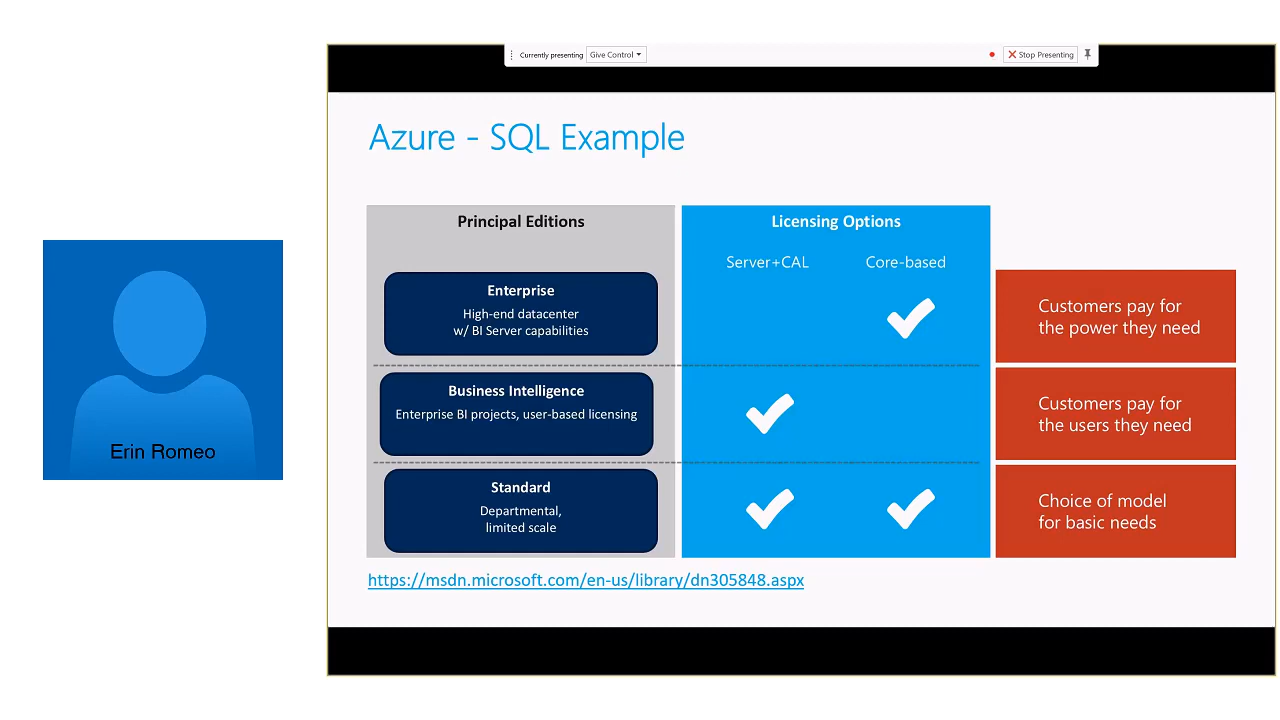 Currently presenting Give Control Stop Presenting
Azure - SQL Example
Principal Editions
Licensing Options
Server+CAL Core-based
Enterprise
High-end datacenter
w/ BI Server capabilities
Customers pay for
the power they need
Business Intelligence
Enterprise BI projects, user-based licensing
Customers pay for
the users they need
Standard
Departmental,
limited scale
Choice of model
for basic needs
https://msdn.microsoft.com/en-us/library/dn305848.aspx
Erin Romeo